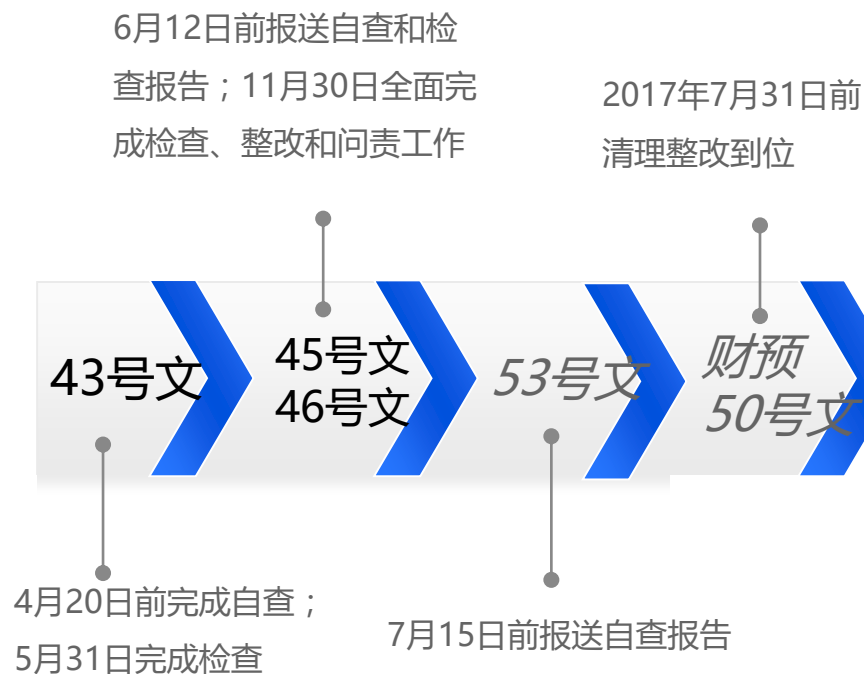 6月12日前报送自查和检
查报告；11月30日全面完
成检查、整改和问责工作
2017年7月31日前
清理整改到位
43号文
45号文
46号文
53号文
财预
50号文
4月20日前完成自查；
5月31日完成检查
7月15日前报送自查报告